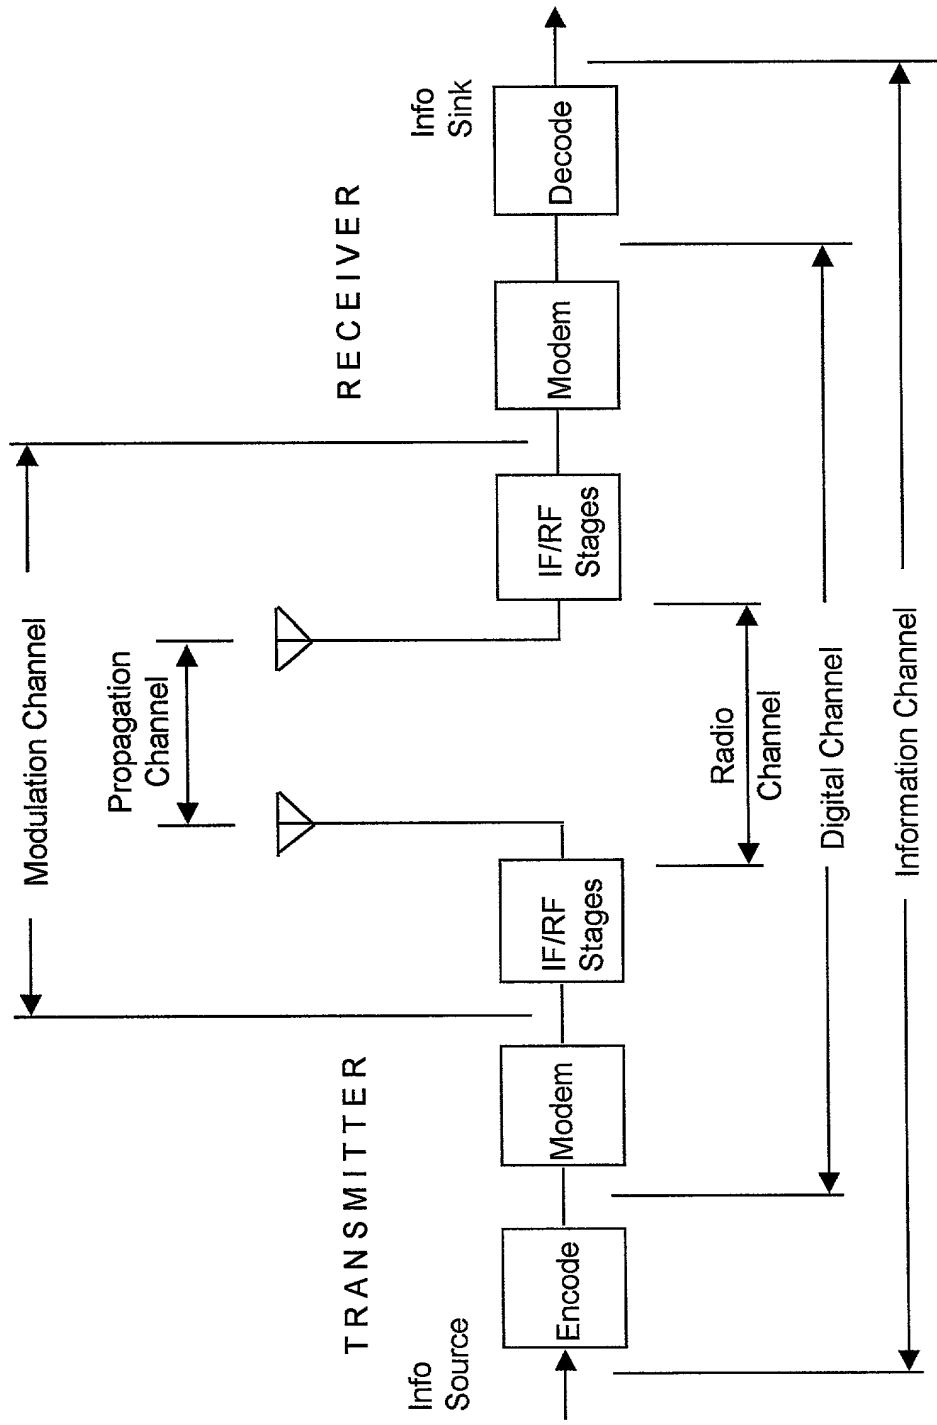 Modulation Channel
Propagation
Channel
TRANSMITTER
RECEIVER
Info
Source
Info
Sink
Encode
Modem
IF/RF
Stages
IF/RF
Stages
Modem
Decode
Radio
Channel
Digital Channel
Information Channel